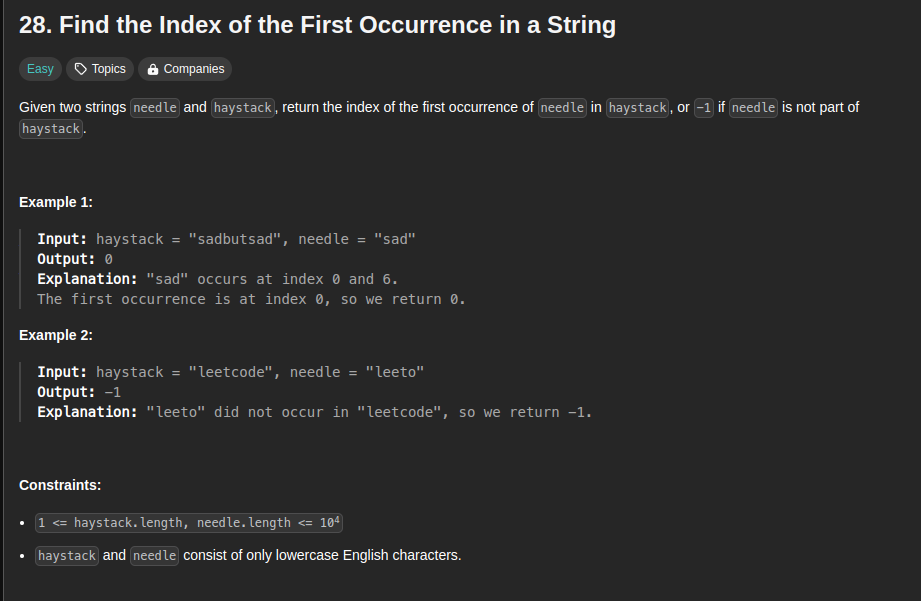 28. Find the Index of the First Occurrence in a String
Easy Topics Companies
Given two strings needle and haystack, return the index of the first occurrence of needle in haystack, or -1 if needle is not part of
haystack.
Example 1:
Input: haystack = "sadbutsad", needle = "sad"
Output: 0
Explanation: "sad" occurs at index 0 and 6.
The first occurrence is at index 0, so we return 0.
Example 2:
Input: haystack = "leetcode", needle = "leeto"
Output: -1
Explanation: "leeto" did not occur in "leetcode", so we return -1.
Constraints:
• 1 <= haystack.length, needle.length <= 10⁴
• haystack and needle consist of only lowercase English characters.